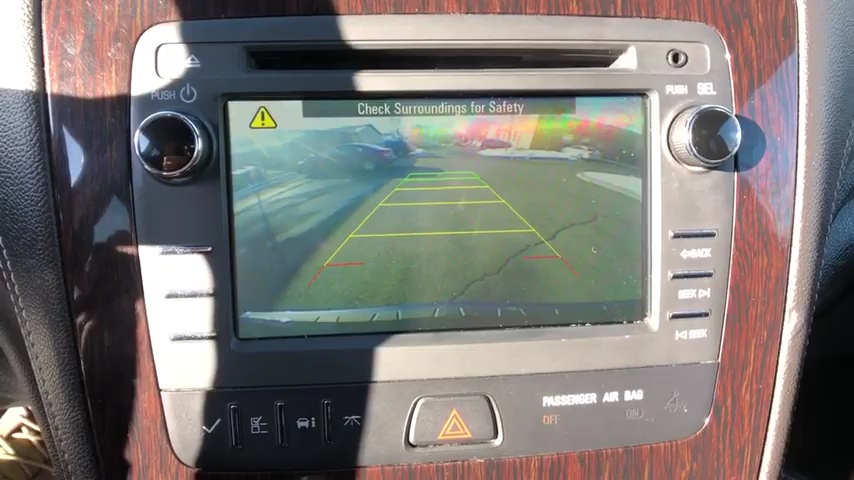 Check Surroundings for Safety
PUSH
PUSH SEL
BACK
SEEK
SEEK
PASSENGER AIR BAG
OFF ON